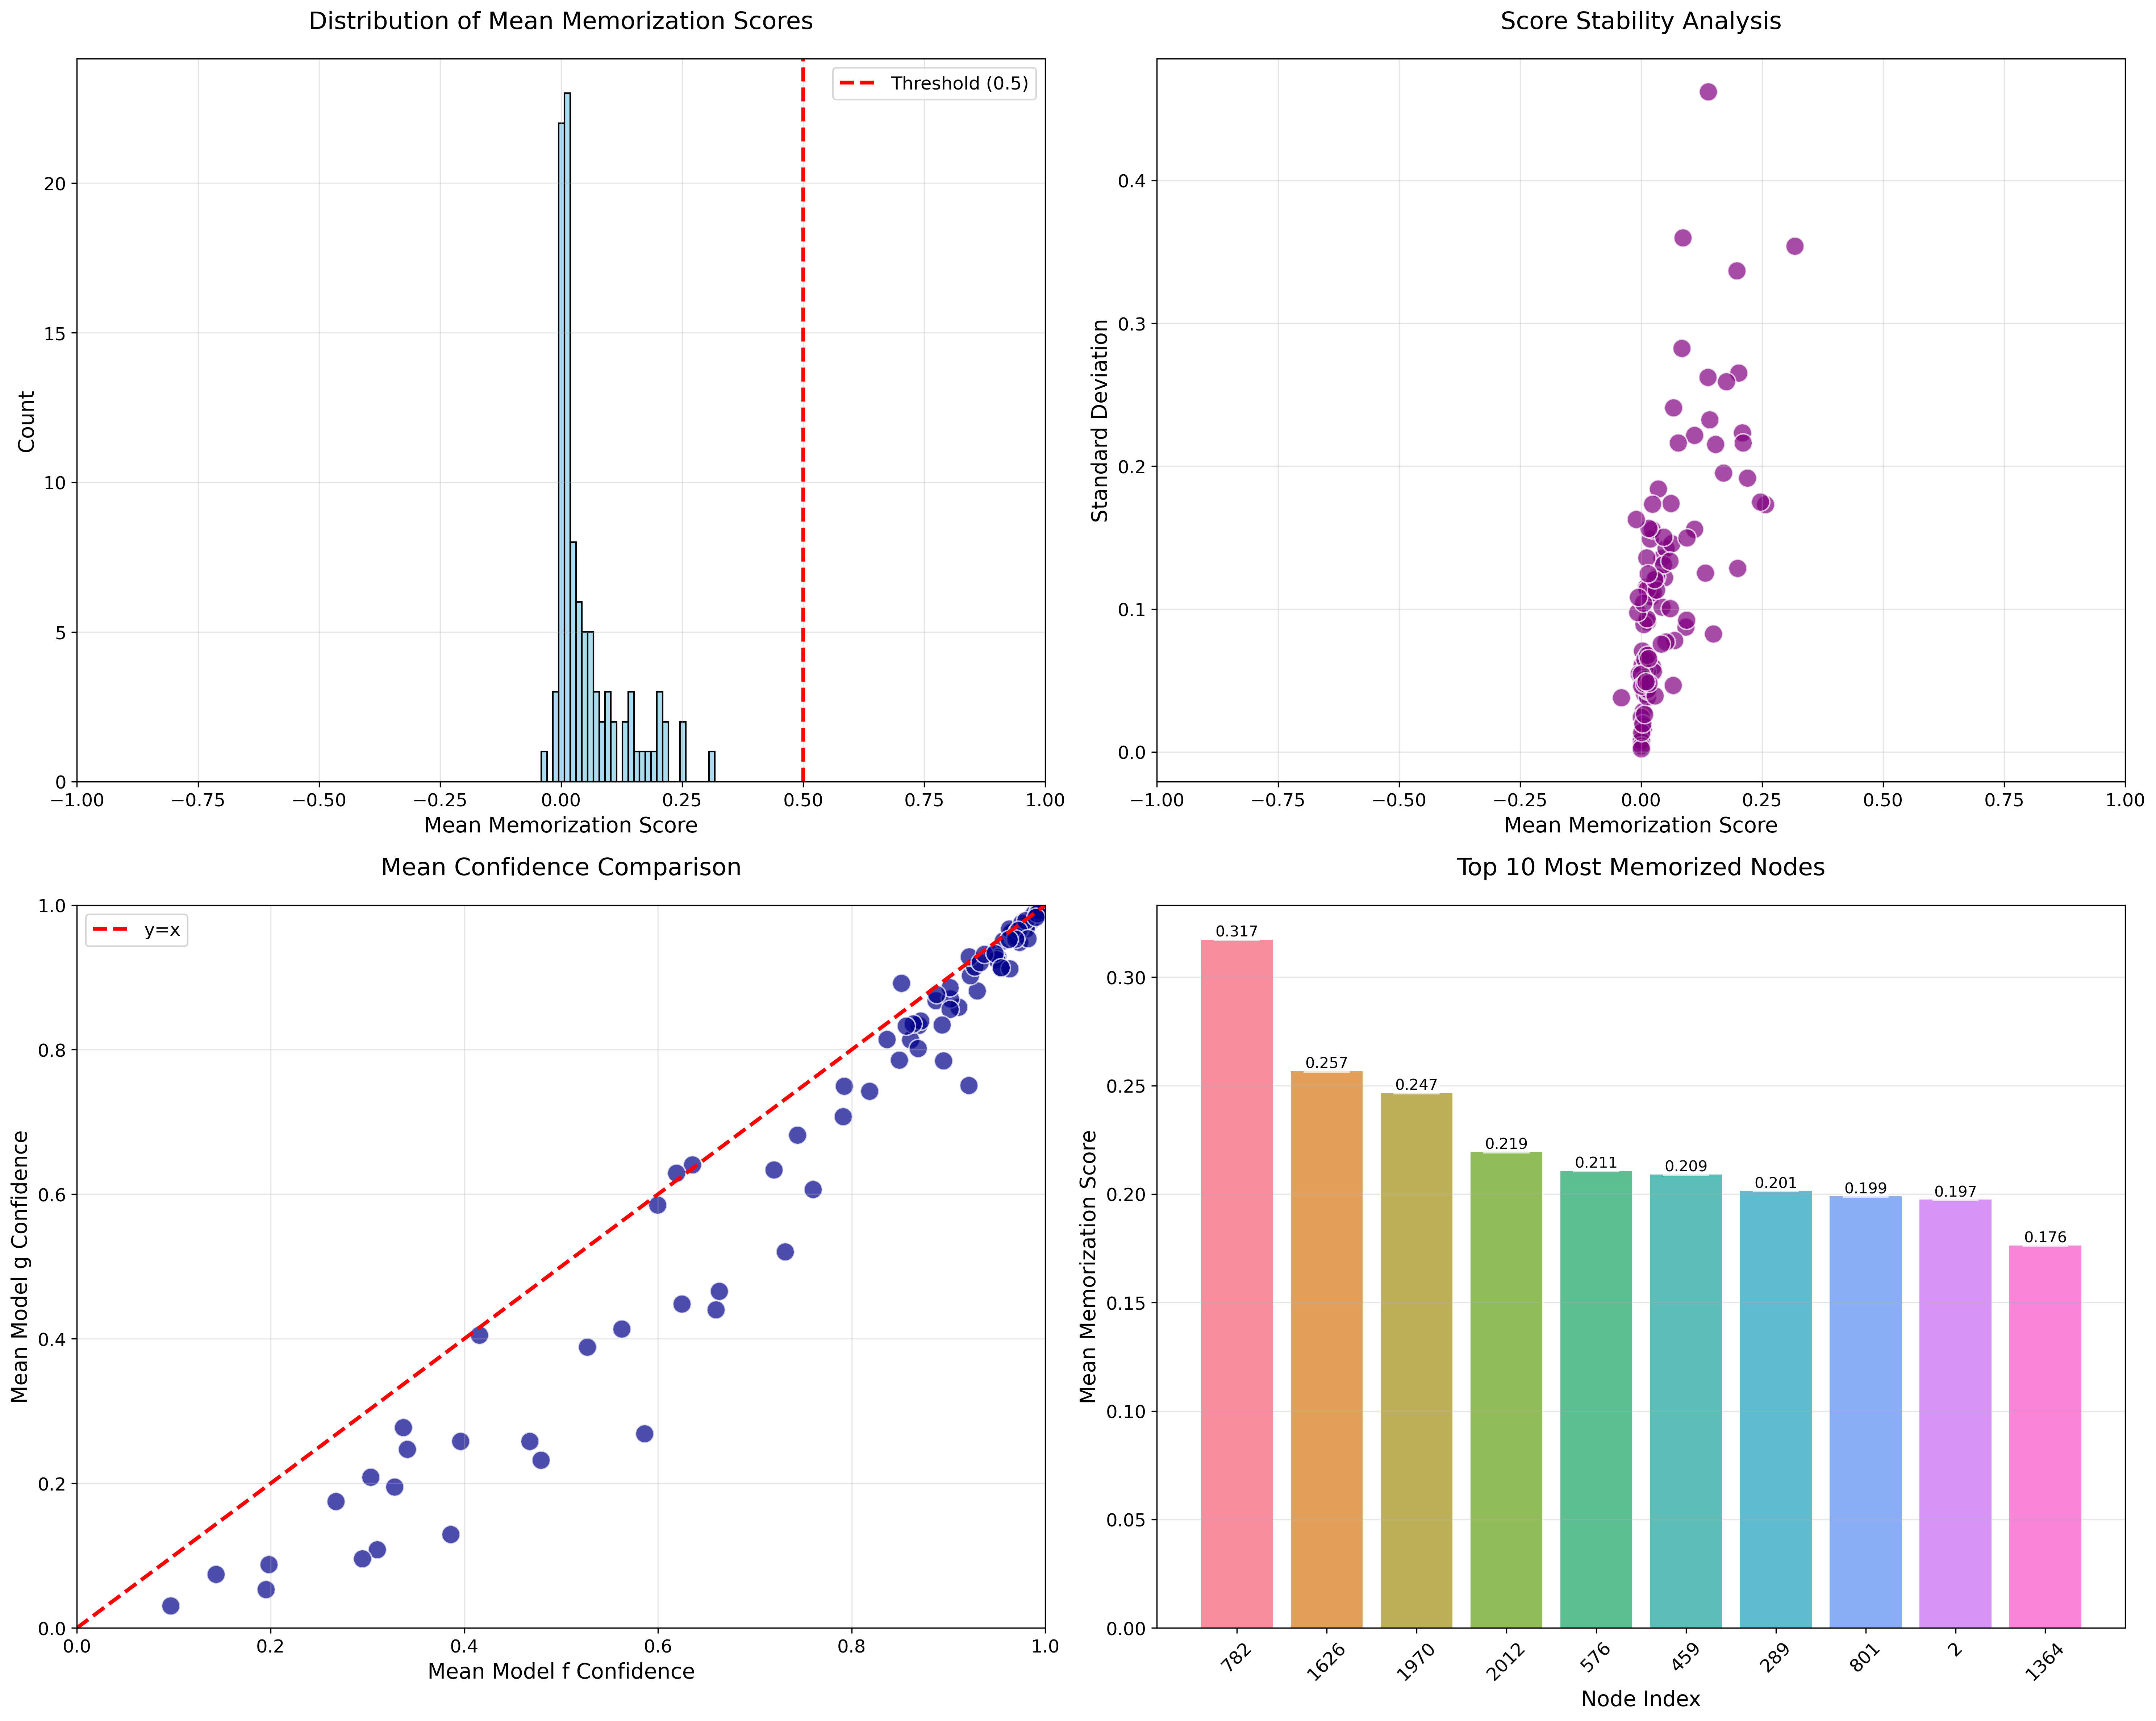 Distribution of Mean Memorization Scores
Threshold (0.5)
Count
20
15
10
5
0
−1.00 −0.75 −0.50 −0.25 0.00 0.25 0.50 0.75 1.00
Mean Memorization Score
Score Stability Analysis
Standard Deviation
0.4
0.3
0.2
0.1
0.0
−1.00 −0.75 −0.50 −0.25 0.00 0.25 0.50 0.75 1.00
Mean Memorization Score
Mean Confidence Comparison
y=x
Mean Model g Confidence
1.0
0.8
0.6
0.4
0.2
0.0
0.0 0.2 0.4 0.6 0.8 1.0
Mean Model f Confidence
Top 10 Most Memorized Nodes
Mean Memorization Score
0.30
0.25
0.20
0.15
0.10
0.05
0.00
0.317
0.257
0.247
0.219
0.211
0.209
0.201
0.199
0.197
0.176
782 1626 1970 2012 576 459 289 801 2 1364
Node Index